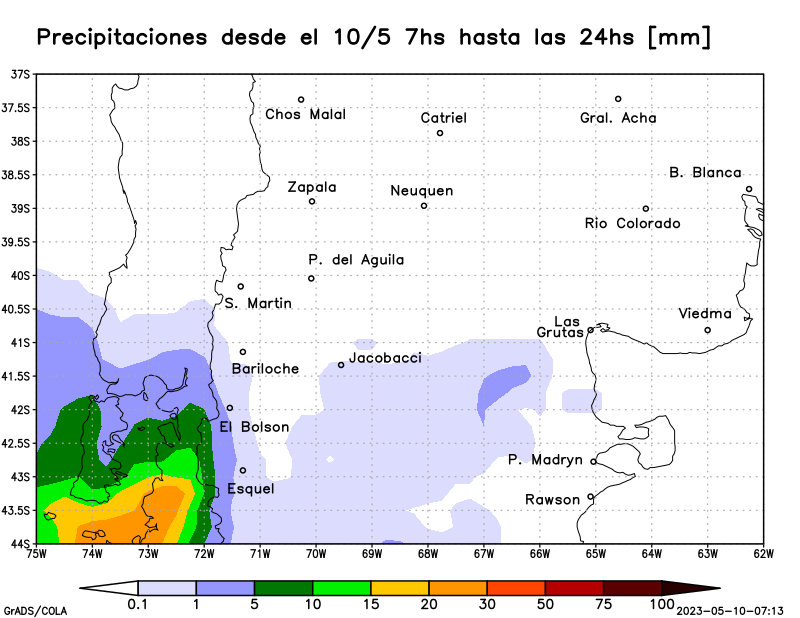 Precipitaciones desde el 10/5 7hs hasta las 24hs [mm]
37S
37.5S
38S
38.5S
39S
39.5S
40S
40.5S
41S
41.5S
42S
42.5S
43S
43.5S
44S
Chos Malal
Gral. Acha
Catriel
B. Blanca
Zapala
Neuquen
Rio Colorado
P. del Aguila
S. Martin
Viedma
Las
Grutas
Jacobacci
Bariloche
El Bolson
P. Madryn
Esquel
Rawson
75W 74W 73W 72W 71W 70W 69W 68W 67W 66W 65W 64W 63W 62W
0.1 1 5 10 15 20 30 50 75 100
GrADS/COLA
2023-05-10-07:13